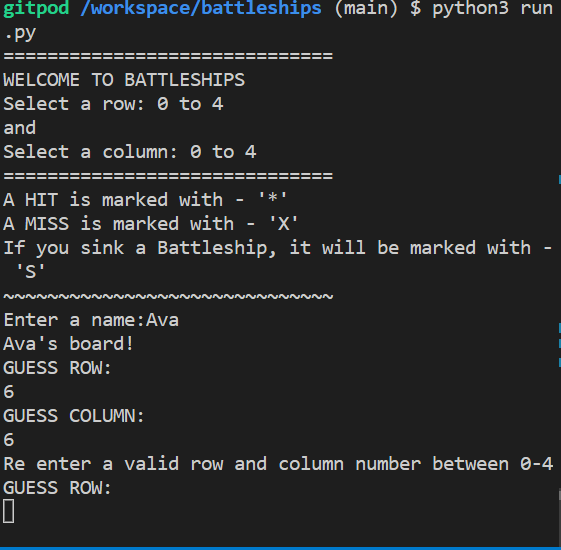 gitpod /workspace/battleships (main) $ python3 run
.py
==============================
WELCOME TO BATTLESHIPS
Select a row: 0 to 4
and
Select a column: 0 to 4
==============================
A HIT is marked with - '*'
A MISS is marked with - 'X'
If you sink a Battleship, it will be marked with -
 'S'
~~~~~~~~~~~~~~~~~~~~~~~~~~~~~~
Enter a name:Ava
Ava's board!
GUESS ROW:
6
GUESS COLUMN:
6
Re enter a valid row and column number between 0-4
GUESS ROW: